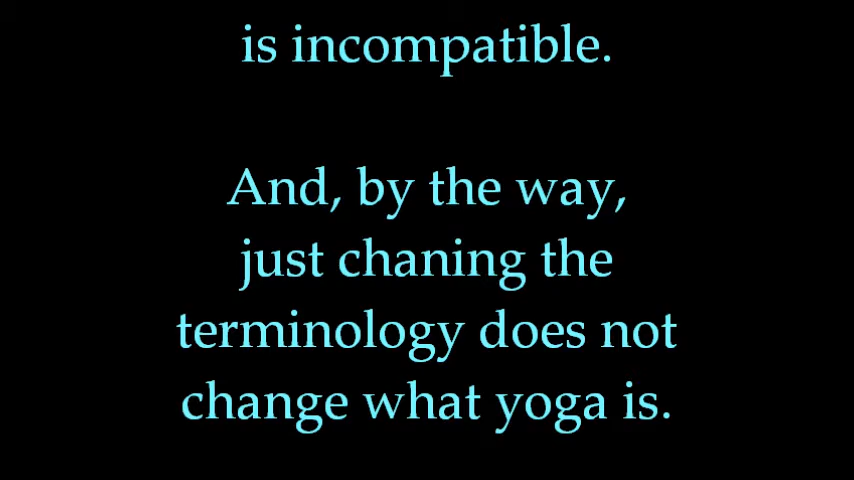 is incompatible.
And, by the way,
just chaning the
terminology does not
change what yoga is.